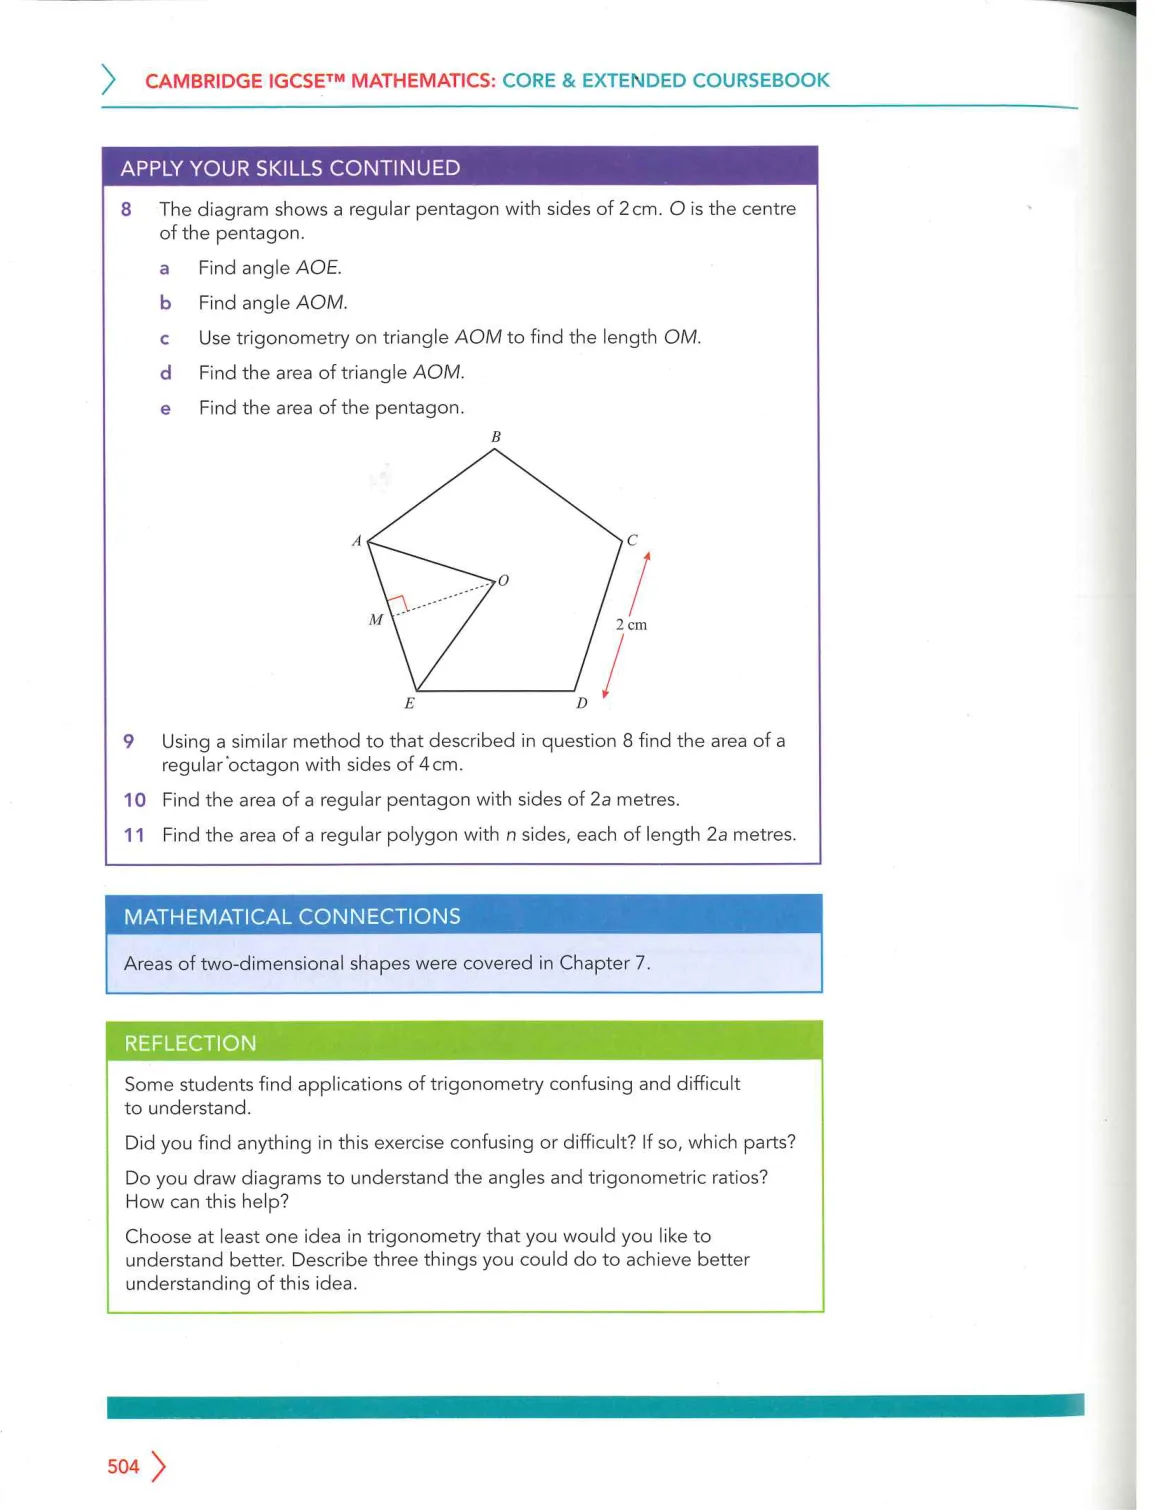 CAMBRIDGE IGCSE™ MATHEMATICS: CORE & EXTENDED COURSEBOOK
APPLY YOUR SKILLS CONTINUED
8 The diagram shows a regular pentagon with sides of 2 cm. O is the centre
of the pentagon.
a Find angle AOE.
b Find angle AOM.
c Use trigonometry on triangle AOM to find the length OM.
d Find the area of triangle AOM.
e Find the area of the pentagon.
B
A
C
O
M
2 cm
E
D
9 Using a similar method to that described in question 8 find the area of a
regular octagon with sides of 4 cm.
10 Find the area of a regular pentagon with sides of 2a metres.
11 Find the area of a regular polygon with n sides, each of length 2a metres.
MATHEMATICAL CONNECTIONS
Areas of two-dimensional shapes were covered in Chapter 7.
REFLECTION
Some students find applications of trigonometry confusing and difficult
to understand.
Did you find anything in this exercise confusing or difficult? If so, which parts?
Do you draw diagrams to understand the angles and trigonometric ratios?
How can this help?
Choose at least one idea in trigonometry that you would you like to
understand better. Describe three things you could do to achieve better
understanding of this idea.
504